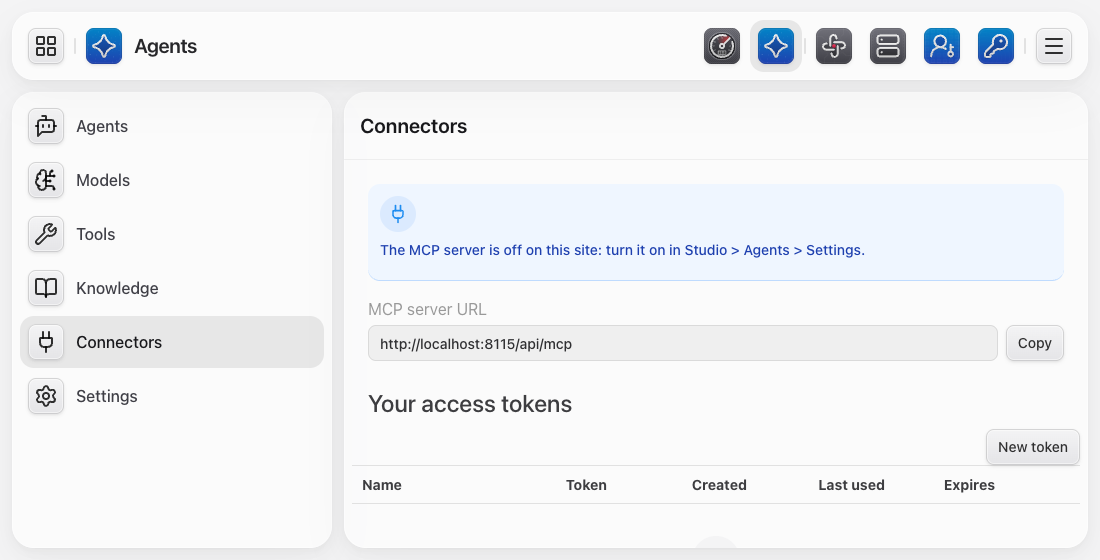 Agents
Agents
Models
Tools
Knowledge
Connectors
Settings
Connectors
The MCP server is off on this site: turn it on in Studio > Agents > Settings.
MCP server URL
http://localhost:8115/api/mcp
Copy
Your access tokens
New token
Name Token Created Last used Expires